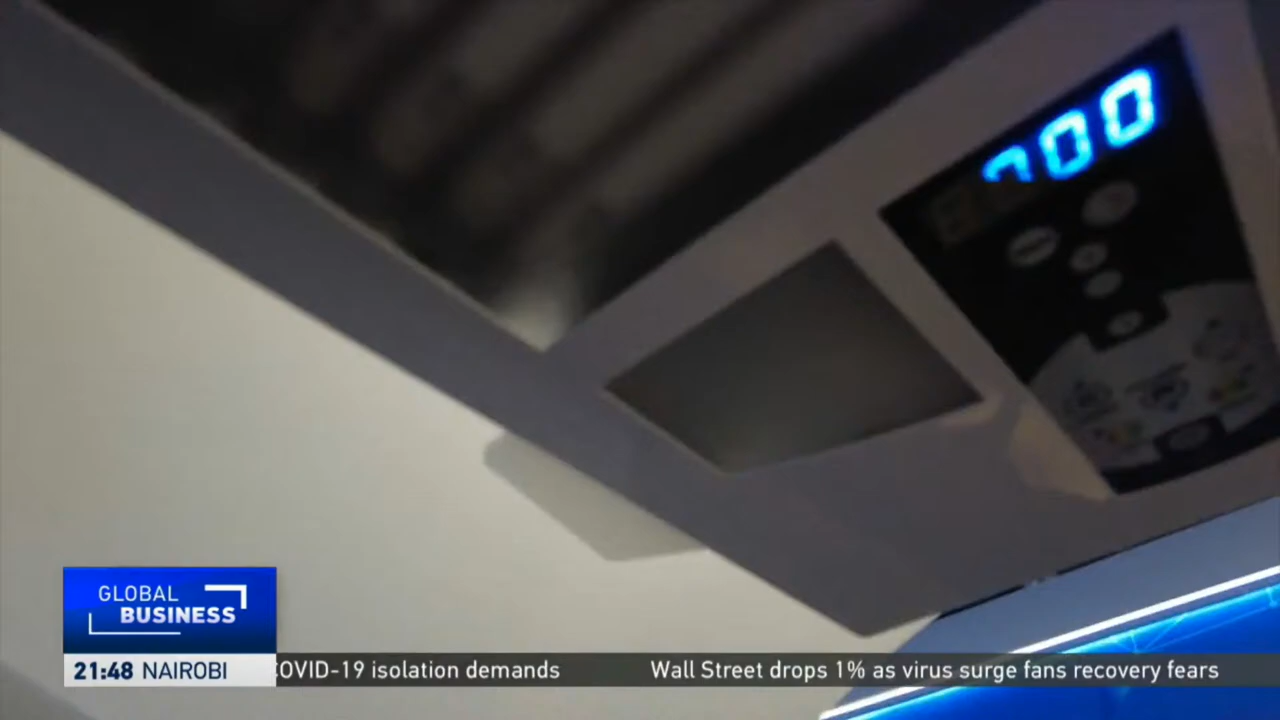 00
GLOBAL
BUSINESS
21:48 NAIROBI
OVID-19 isolation demands Wall Street drops 1% as virus surge fans recovery fears